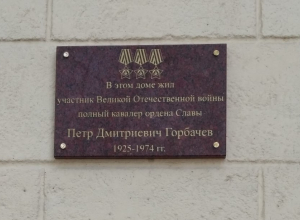 В этом доме жил
участник Великой Отечественной войны
полный кавалер ордена Славы
Петр Дмитриевич Горбачев
1925-1974 гг.